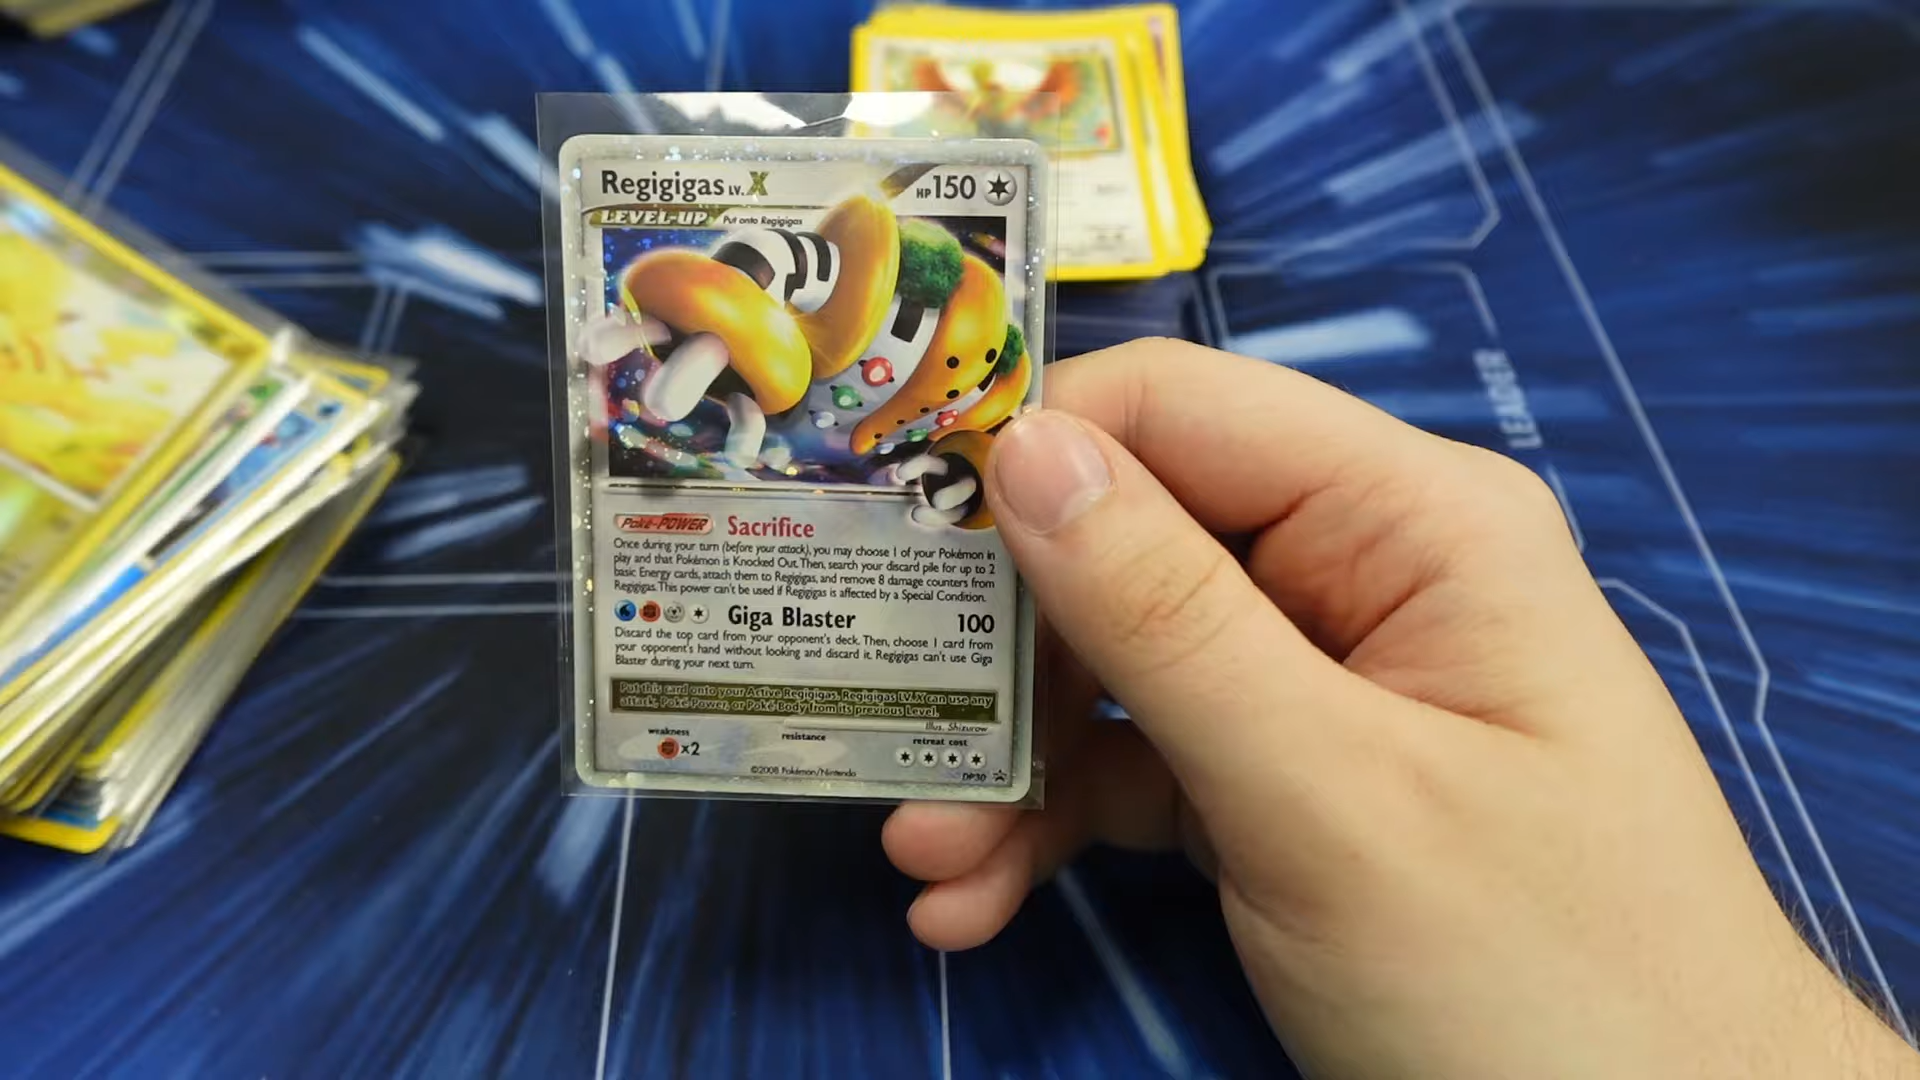 Regigigas LV.X HP 150
LEVEL-UP Put onto Regigigas
Poké-POWER Sacrifice
Once during your turn (before your attack), you may choose 1 of your Pokémon in
play and that Pokémon is Knocked Out. Then, search your discard pile for up to 2
basic Energy cards, attach them to Regigigas, and remove 8 damage counters from
Regigigas. This power can't be used if Regigigas is affected by a Special Condition.
Giga Blaster 100
Discard the top card from your opponent's deck. Then, choose 1 card from
your opponent's hand without looking and discard it. Regigigas can't use Giga
Blaster during your next turn.
Put this card onto your Active Regigigas. Regigigas LV.X can use any
attack, Poké-Power, or Poké-Body from its previous Level.
Illus. Shizurow
weakness resistance retreat cost
x2
©2008 Pokémon/Nintendo DP30
LEADER